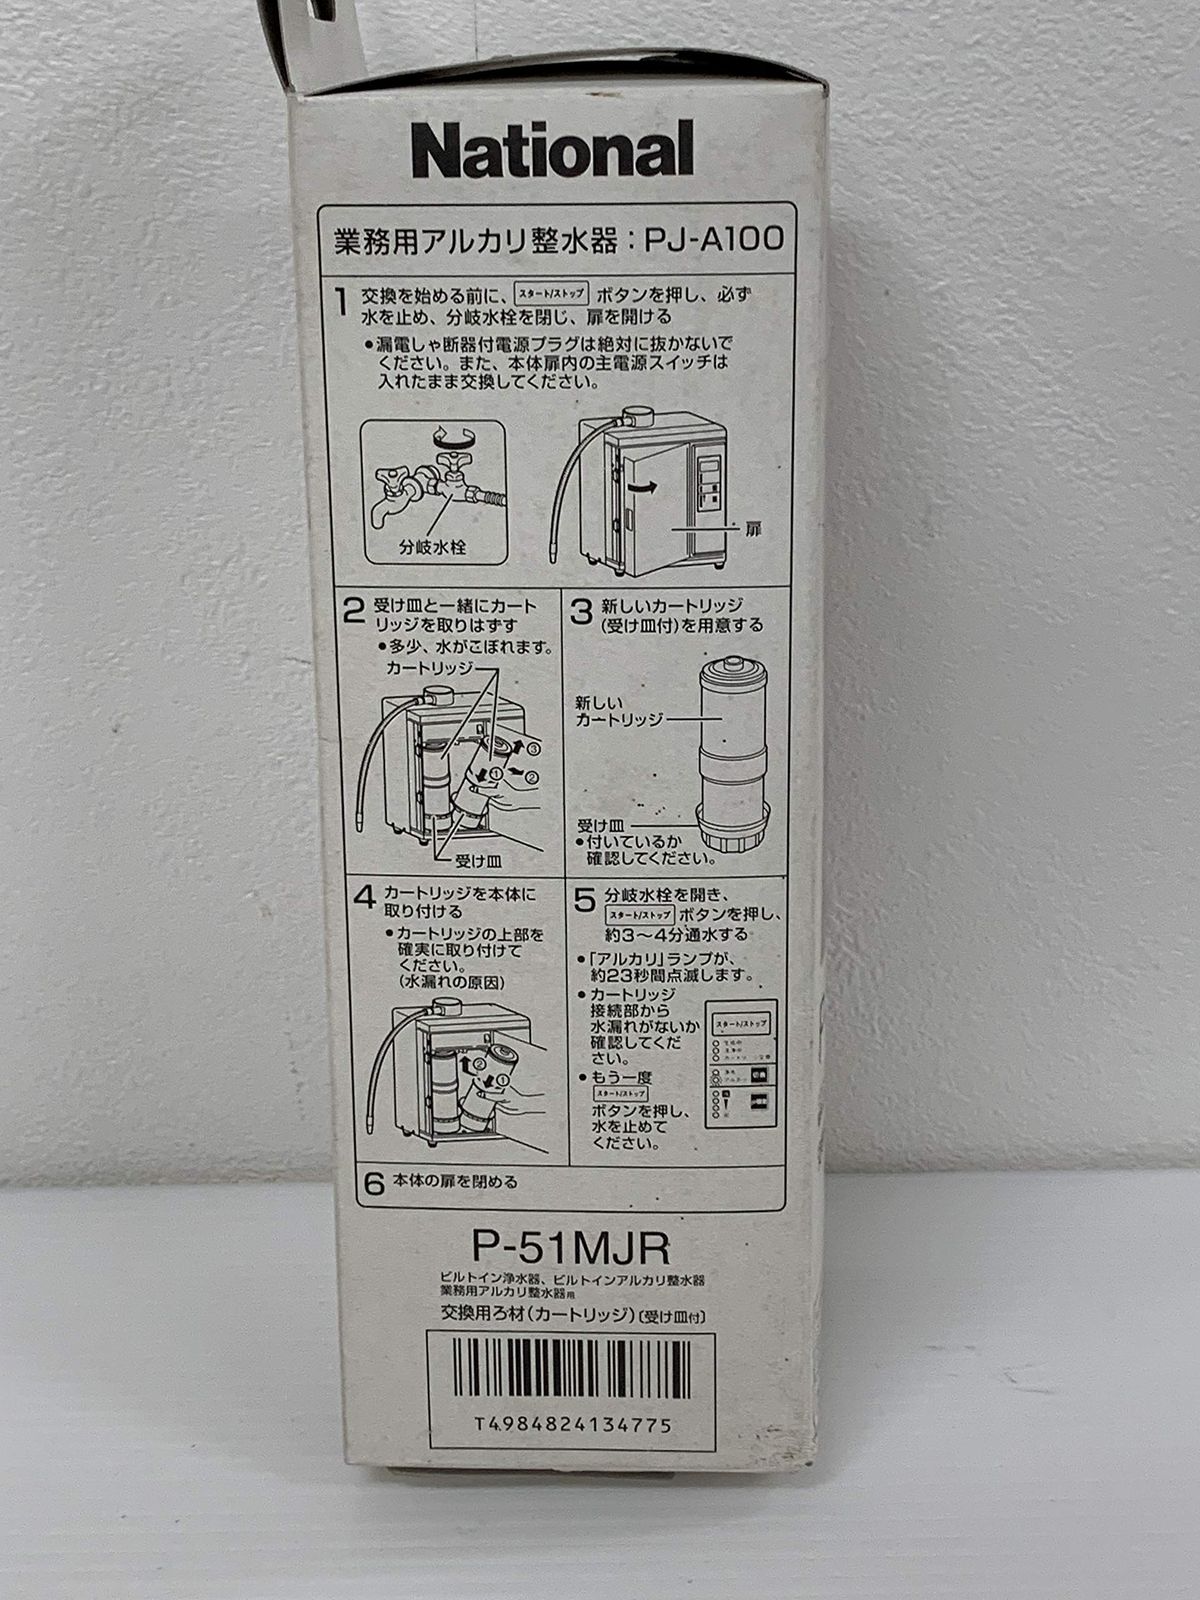 National
業務用アルカリ整水器：PJ-A100
1 交換を始める前に、スタート/ストップ ボタンを押し、必ず
水を止め、分岐水栓を閉じ、扉を開ける
●漏電しゃ断器付電源プラグは絶対に抜かないで
ください。また、本体扉内の主電源スイッチは
入れたまま交換してください。
分岐水栓
扉
2 受け皿と一緒にカート
リッジを取りはずす
●多少、水がこぼれます。
カートリッジ
③
①
②
受け皿
3 新しいカートリッジ
(受け皿付)を用意する
新しい
カートリッジ
受け皿
●付いているか
確認してください。
4 カートリッジを本体に
取り付ける
●カートリッジの上部を
確実に取り付けて
ください。
(水漏れの原因)
②
①
5 分岐水栓を開き、
スタート/ストップ ボタンを押し、
約3〜4分通水する
●「アルカリ」ランプが、
約23秒間点滅します。
●カートリッジ
接続部から
水漏れがないか
確認してくだ
さい。
●もう一度
スタート/ストップ
ボタンを押し、
水を止めて
ください。
スタート/ストップ
6 本体の扉を閉める
P-51MJR
ビルトイン浄水器、ビルトインアルカリ整水器
業務用アルカリ整水器用
交換用ろ材(カートリッジ)〔受け皿付〕
T4984824134775